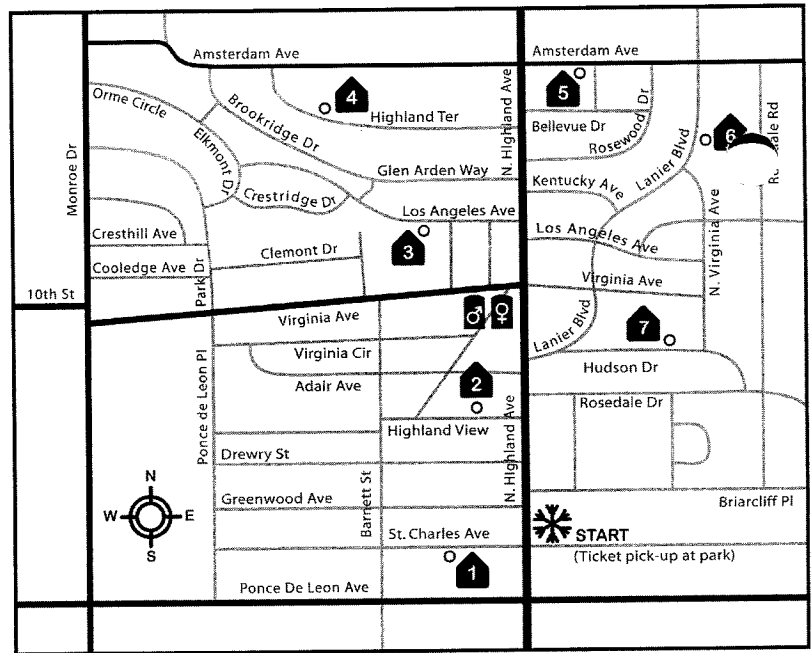 Amsterdam Ave
Amsterdam Ave
Orme Circle
Brookridge Dr
4
Highland Ter
N. Highland Ave
5
Bellevue Dr
Rosewood Dr
Lanier Blvd
6
Monroe Dr
Elkmont Dr
Glen Arden Way
Crestridge Dr
Kentucky Ave
Los Angeles Ave
Los Angeles Ave
N. Virginia Ave
Cresthill Ave
3
Clemont Dr
Cooledge Ave
Park Dr
Virginia Ave
10th St
Virginia Ave
♂ ♀
Lanier Blvd
7
Virginia Cir
Hudson Dr
Adair Ave
2
Ponce de Leon Pl
Rosedale Dr
Highland View
N. Highland Ave
Drewry St
Barnett St
Greenwood Ave
Briarcliff Pl
N
W E
S
St. Charles Ave
START
(Ticket pick-up at park)
1
Ponce De Leon Ave